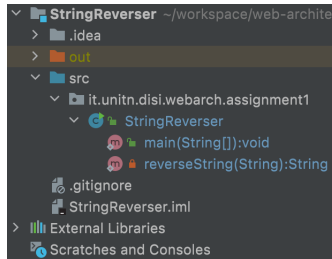 StringReverser ~/workspace/web-archite
.idea
out
src
it.unitn.disi.webarch.assignment1
StringReverser
main(String[]):void
reverseString(String):String
.gitignore
StringReverser.iml
External Libraries
Scratches and Consoles